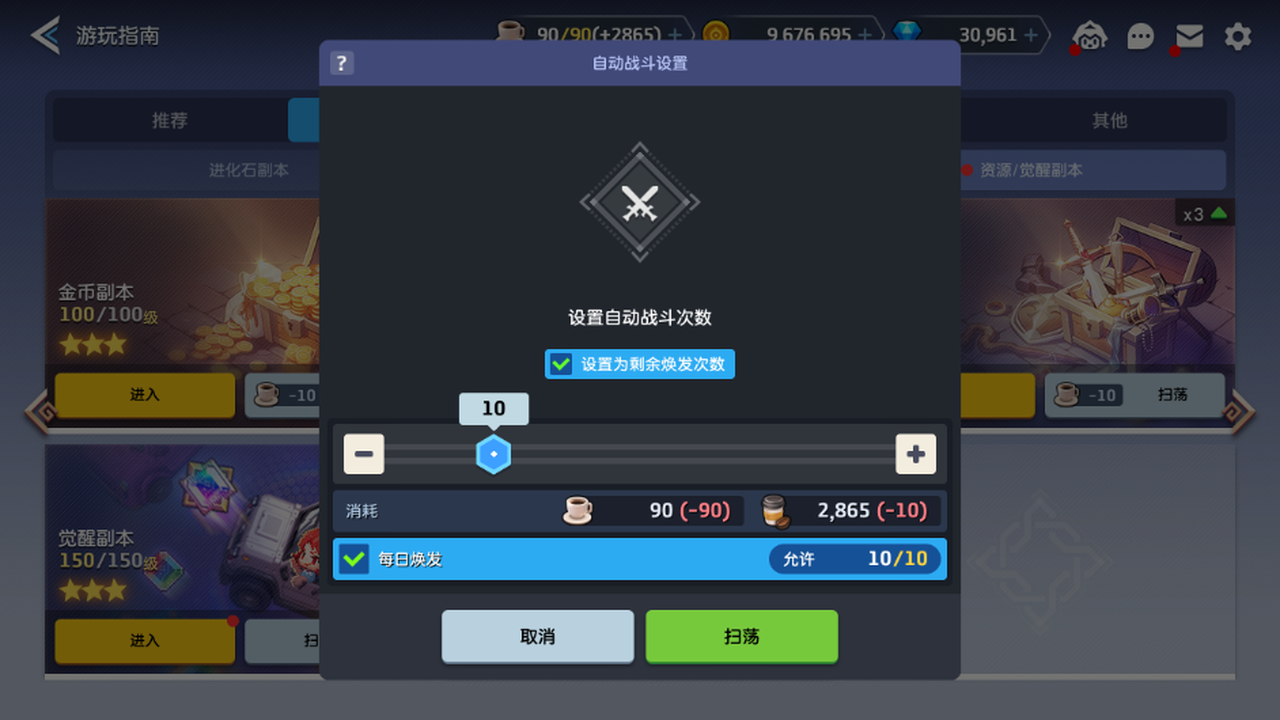 游玩指南
90/90(+2865)
9,676,695
30,961
?
自动战斗设置
推荐
其他
进化石副本
资源/觉醒副本
x3
金币副本
100/100级
设置自动战斗次数
设置为剩余焕发次数
进入
-10
-10
扫荡
10
消耗
90 (-90)
2,865 (-10)
觉醒副本
150/150级
每日焕发
允许
10/10
进入
扫
取消
扫荡